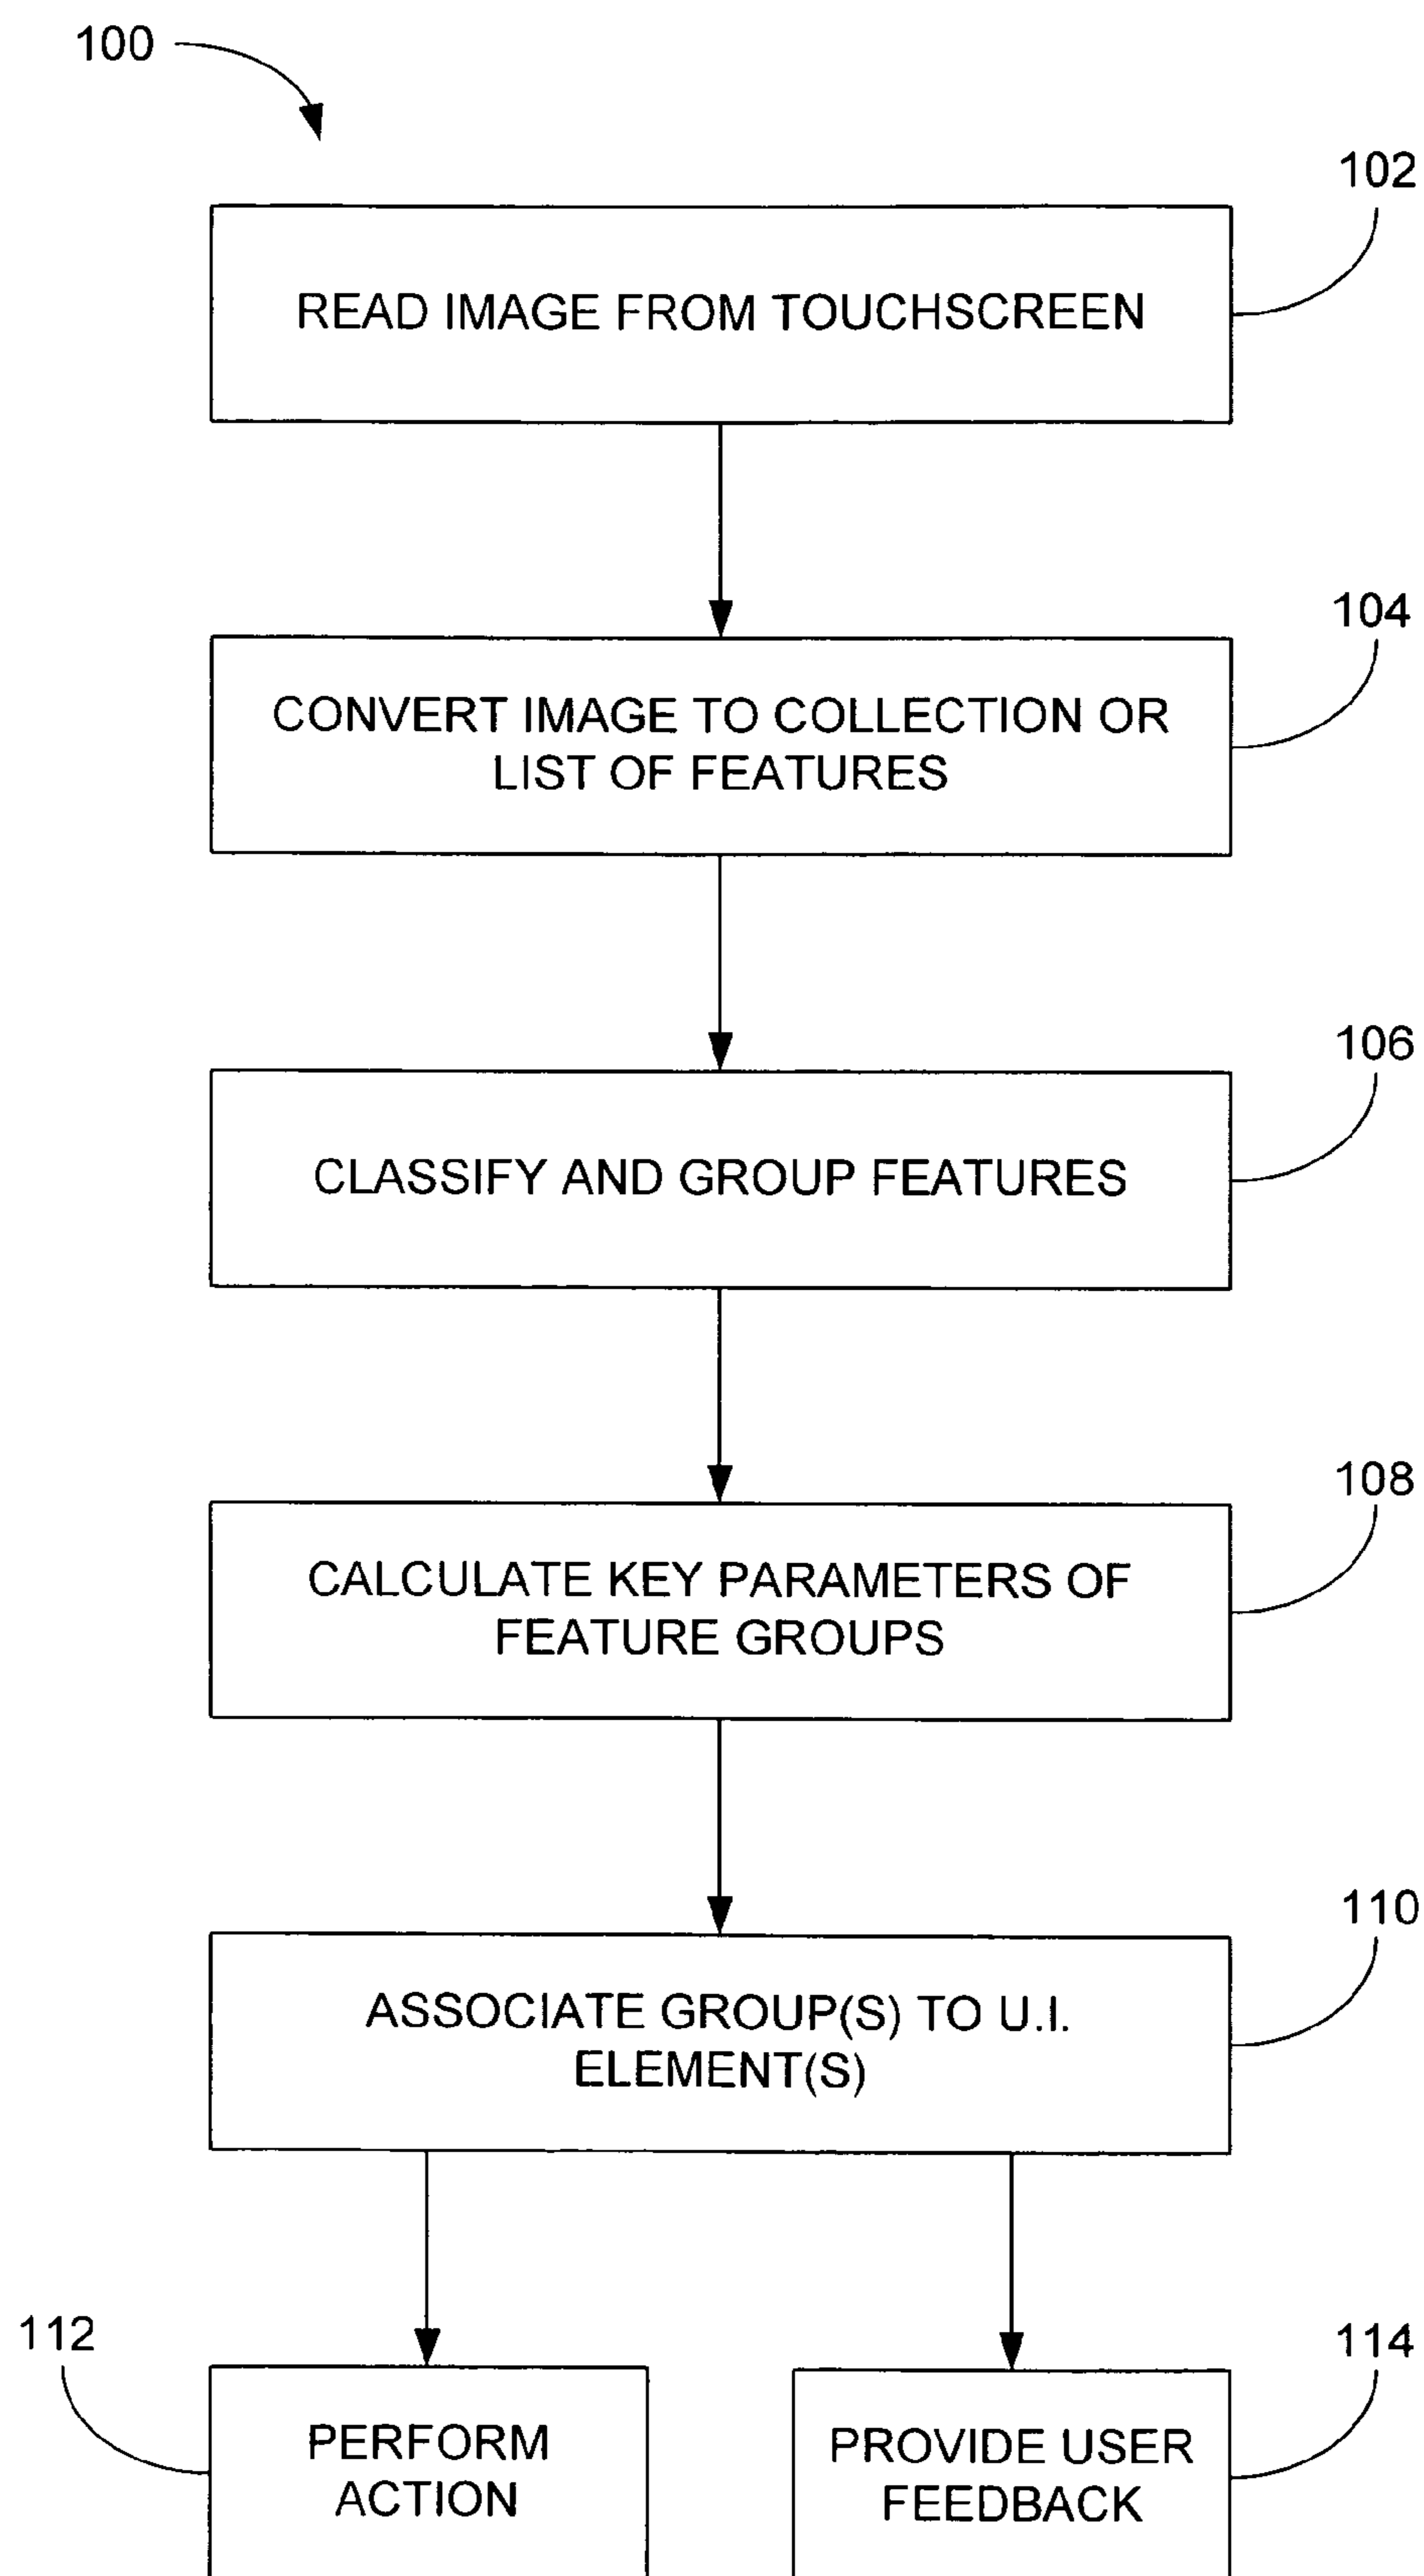 100
102
READ IMAGE FROM TOUCHSCREEN
104
CONVERT IMAGE TO COLLECTION OR
LIST OF FEATURES
106
CLASSIFY AND GROUP FEATURES
108
CALCULATE KEY PARAMETERS OF
FEATURE GROUPS
110
ASSOCIATE GROUP(S) TO U.I.
ELEMENT(S)
112
PERFORM
ACTION
114
PROVIDE USER
FEEDBACK